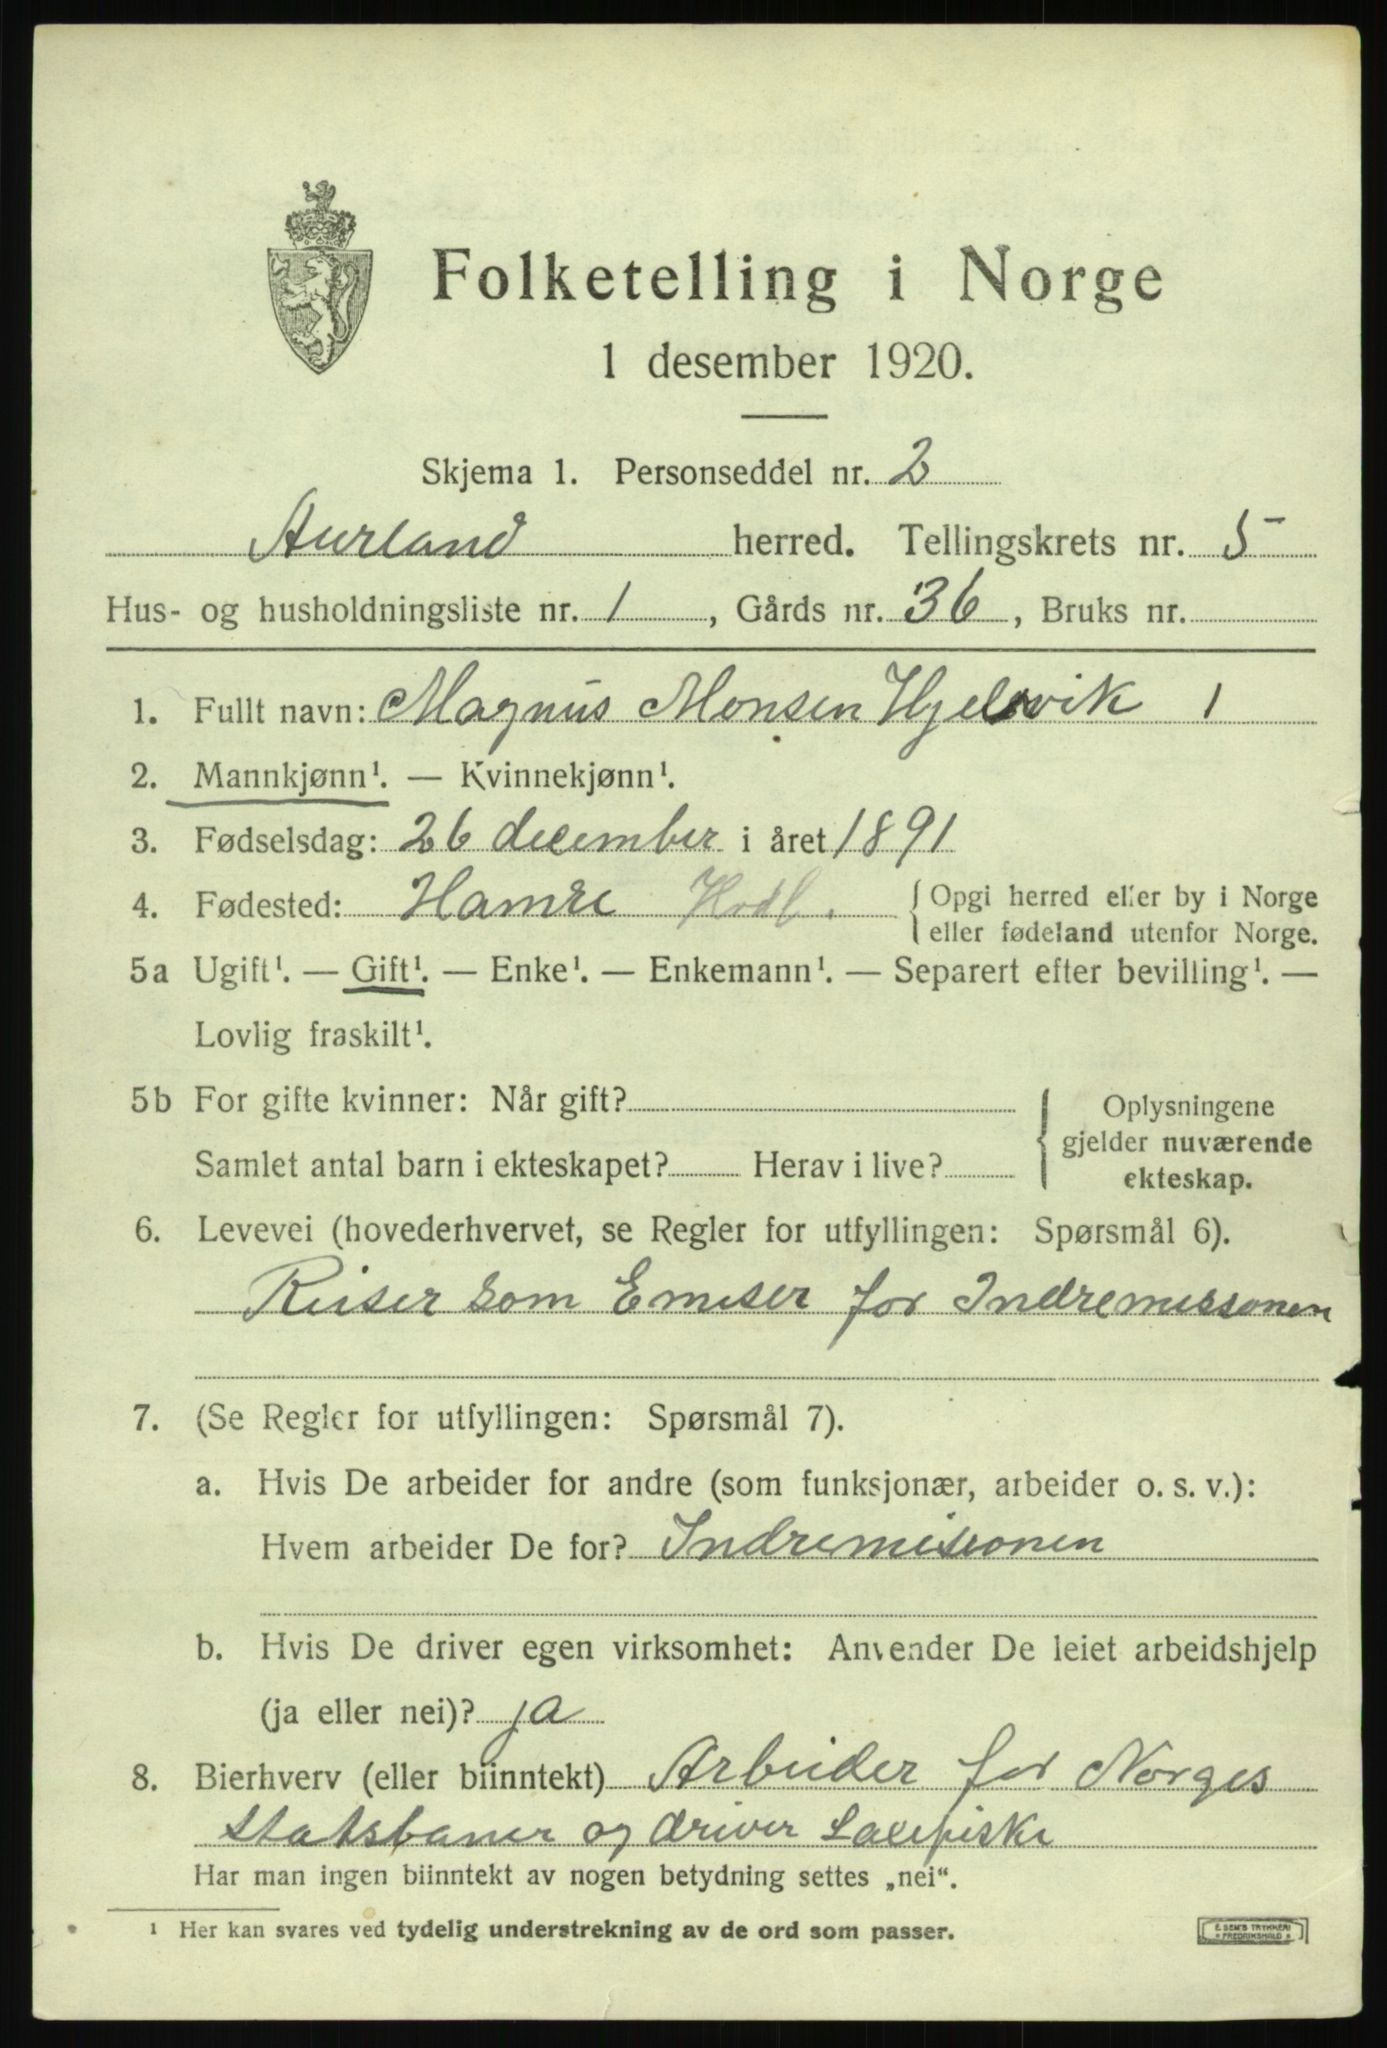 Folketelling i Norge
1 desember 1920.
Skjema 1. Personseddel nr. 2
Aurland herred. Tellingskrets nr. 5
Hus- og husholdningsliste nr. 1, Gårds nr. 36, Bruks nr.
1. Fullt navn: Magnus Monsen Hjelvik 1
2. Mannkjønn¹. — Kvinnekjønn¹.
3. Fødselsdag: 26 december i året 1891
4. Fødested: Hamre Hordl. { Opgi herred eller by i Norge
eller fødeland utenfor Norge.
5a Ugift¹. — Gift¹. — Enke¹. — Enkemann¹. — Separert efter bevilling¹. —
Lovlig fraskilt¹.
5b For gifte kvinner: Når gift? { Oplysningene
gjelder nuværende
Samlet antal barn i ekteskapet? Herav i live? ekteskap.
6. Levevei (hovederhvervet, se Regler for utfyllingen: Spørsmål 6).
Reiser som Emiser for Indremissonen
7. (Se Regler for utfyllingen: Spørsmål 7).
a. Hvis De arbeider for andre (som funksjonær, arbeider o. s. v.):
Hvem arbeider De for? Indremisionen
b. Hvis De driver egen virksomhet: Anvender De leiet arbeidshjelp
(ja eller nei)? ja
8. Bierhverv (eller biinntekt) Arbeider for Norges
statsbaner og driver Laxefiske
Har man ingen biinntekt av nogen betydning settes „nei“.
¹ Her kan svares ved tydelig understrekning av de ord som passer.
E. SEM'S TRYKKERI
FREDRIKSHALD